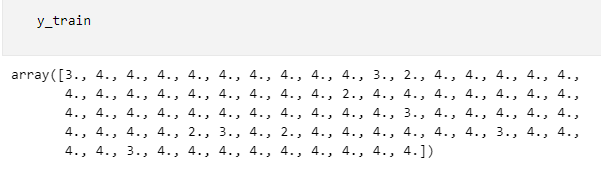 y_train
array([3., 4., 4., 4., 4., 4., 4., 4., 4., 4., 3., 2., 4., 4., 4., 4., 4.,
4., 4., 4., 4., 4., 4., 4., 4., 4., 2., 4., 4., 4., 4., 4., 4., 4.,
4., 4., 4., 4., 4., 4., 4., 4., 4., 4., 4., 3., 4., 4., 4., 4., 4.,
4., 4., 4., 4., 2., 3., 4., 2., 4., 4., 4., 4., 4., 4., 3., 4., 4.,
4., 4., 3., 4., 4., 4., 4., 4., 4., 4., 4., 4.])